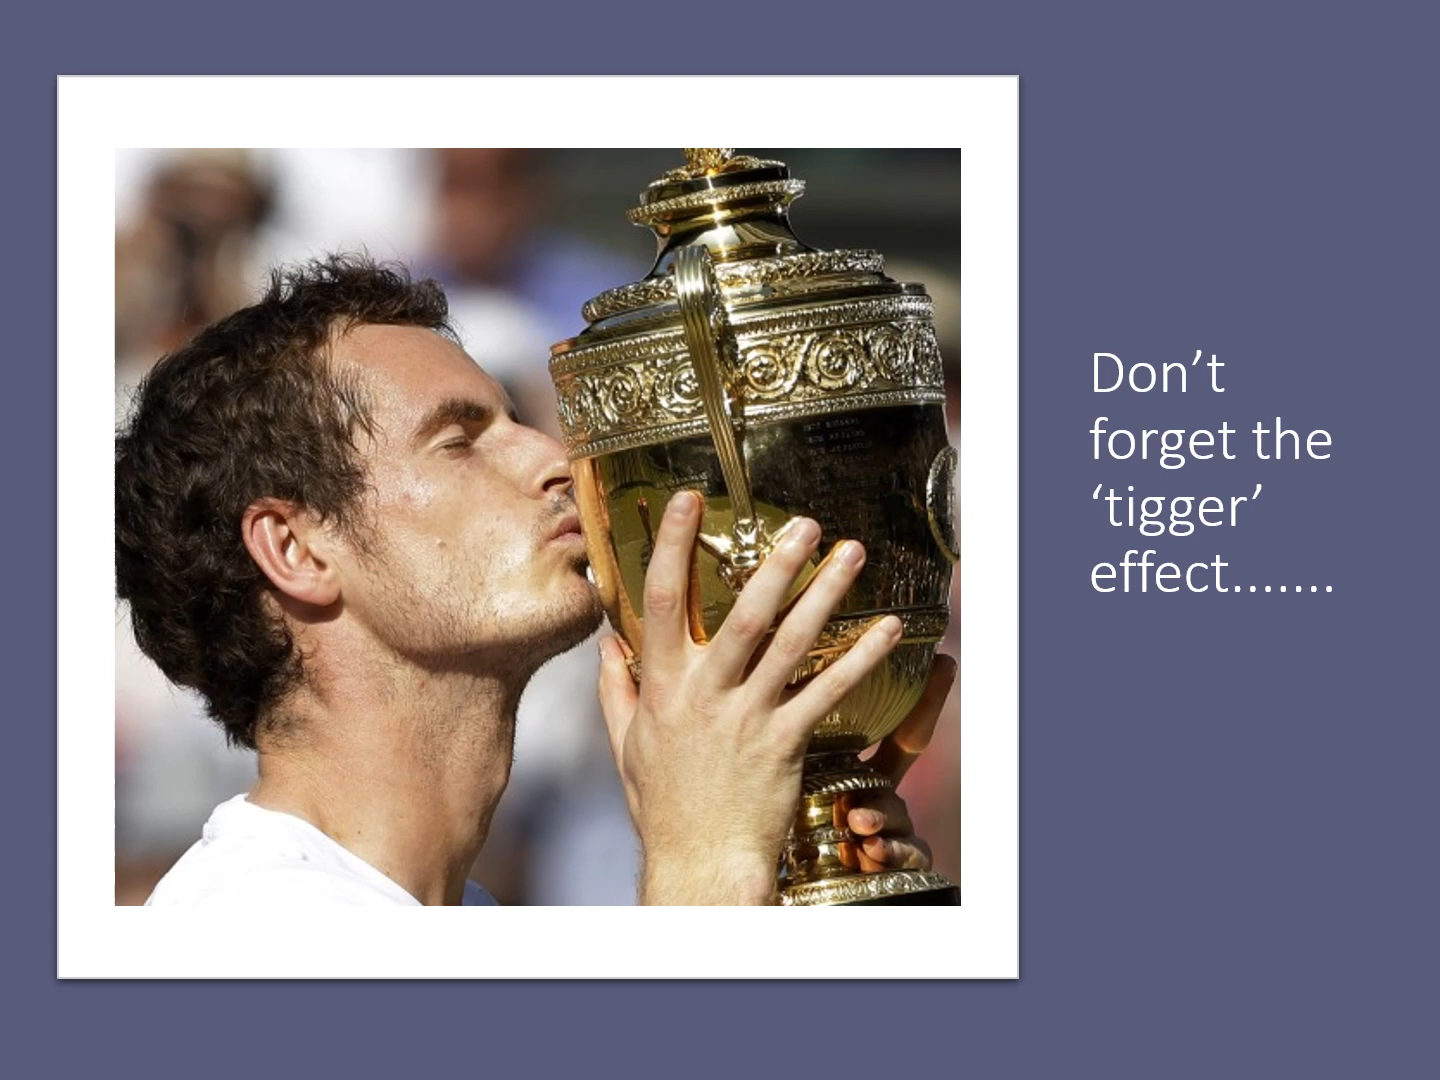 Don’t
forget the
‘tigger’
effect.......